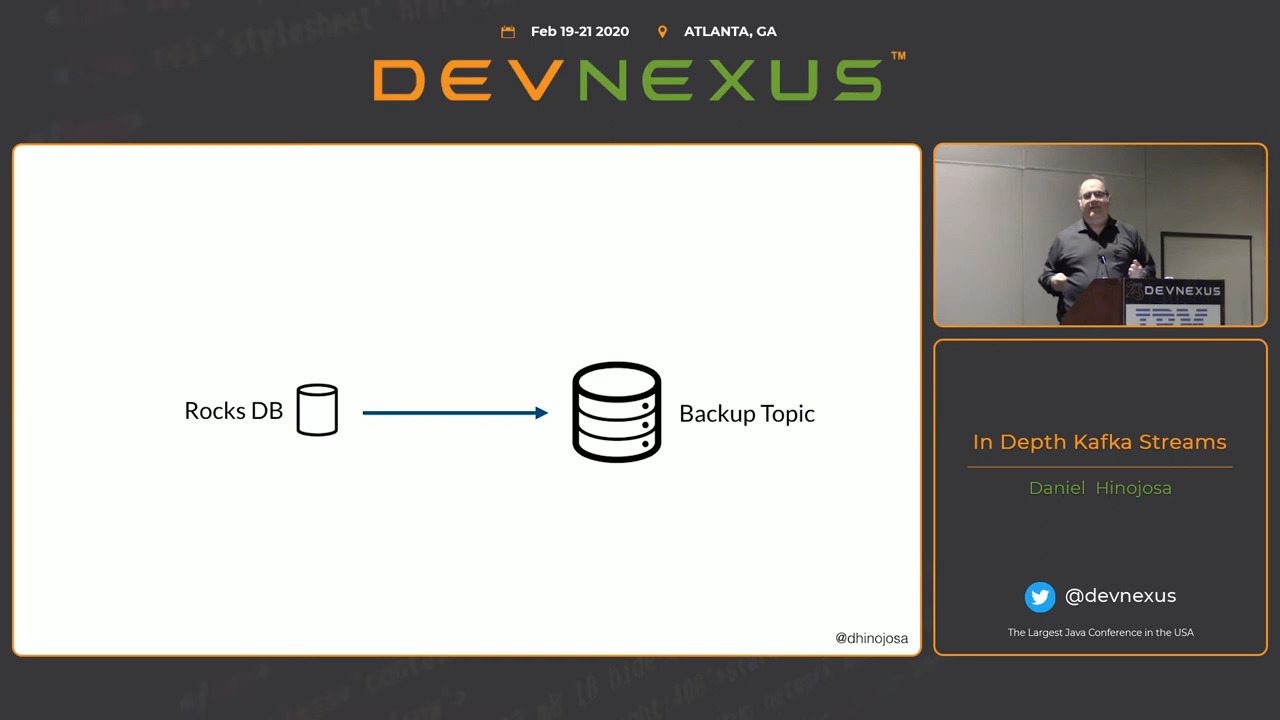 Feb 19-21 2020
ATLANTA, GA
DEVNEXUS™
Rocks DB
Backup Topic
@dhinojosa
DEVNEXUS
IBM
In Depth Kafka Streams
Daniel Hinojosa
@devnexus
The Largest Java Conference in the USA